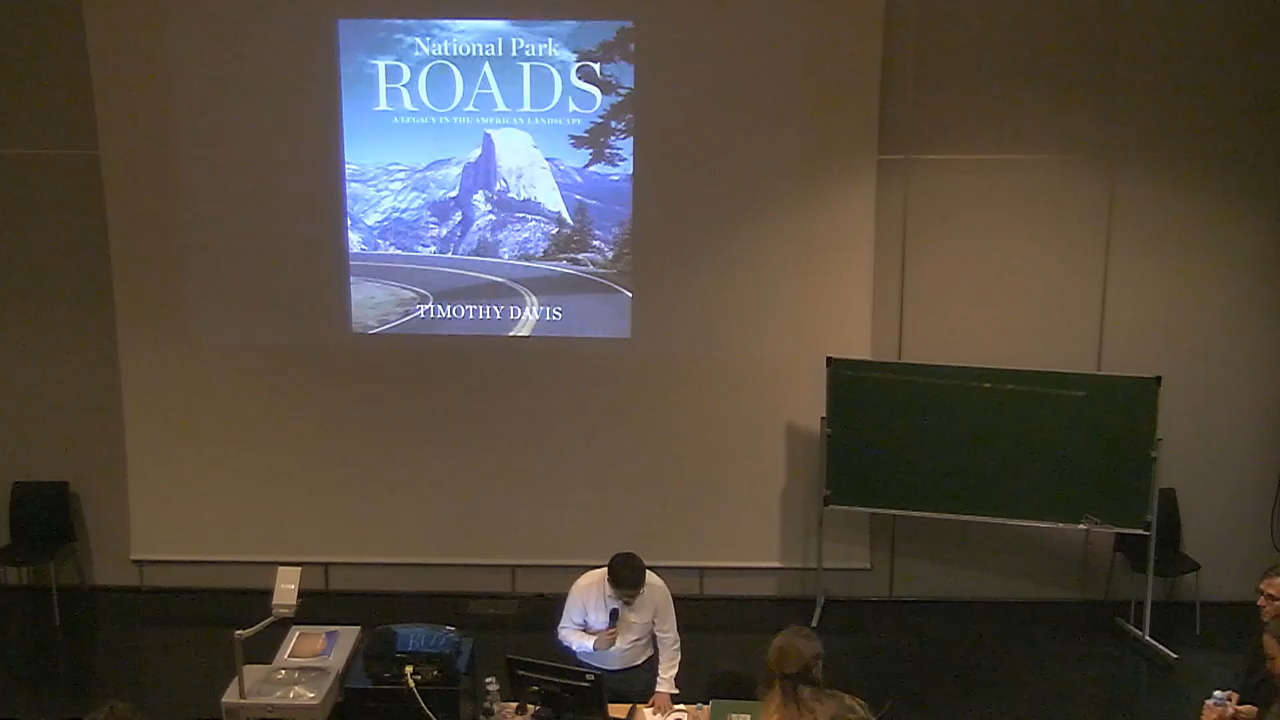 National Park
ROADS
A LEGACY IN THE AMERICAN LANDSCAPE
TIMOTHY DAVIS